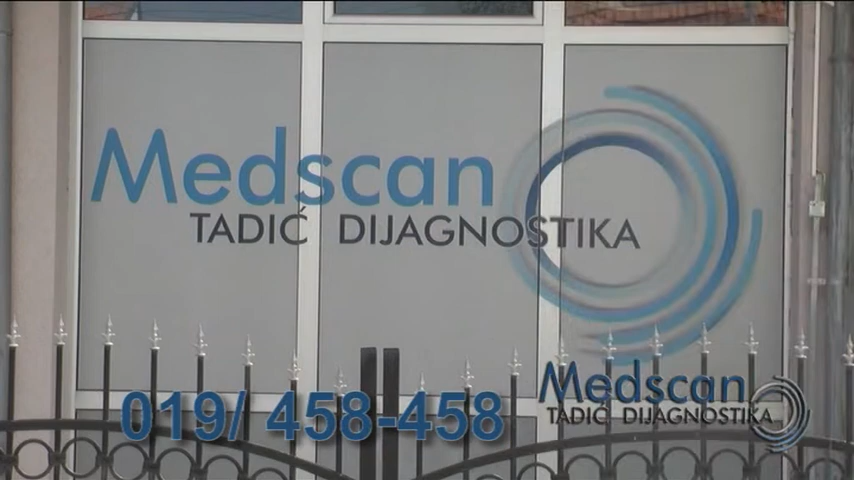 Medscan
TADIĆ DIJAGNOSTIKA
019/ 458-458
Medscan
TADIĆ DIJAGNOSTIKA